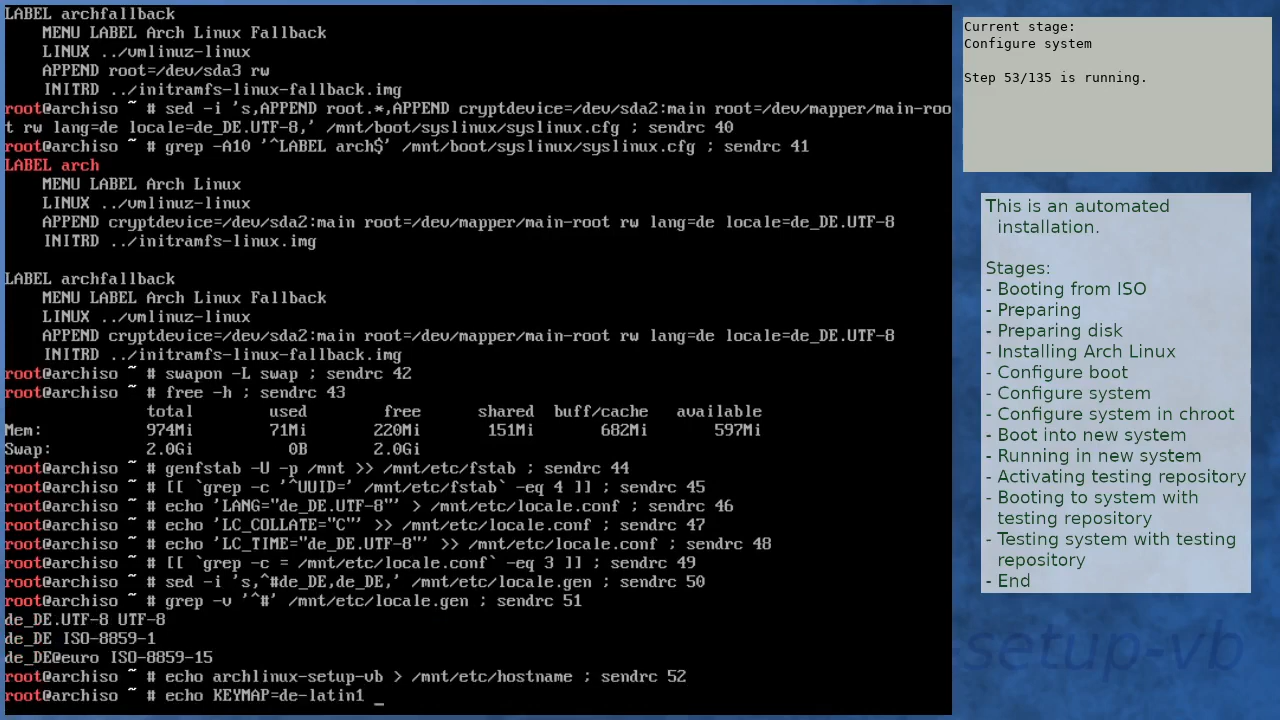 LABEL archfallback
    MENU LABEL Arch Linux Fallback
    LINUX ../vmlinuz-linux
    APPEND root=/dev/sda3 rw
    INITRD ../initramfs-linux-fallback.img
root@archiso ~ # sed -i 's,APPEND root.*,APPEND cryptdevice=/dev/sda2:main root=/dev/mapper/main-roo
t rw lang=de locale=de_DE.UTF-8,' /mnt/boot/syslinux/syslinux.cfg ; sendrc 40
root@archiso ~ # grep -A10 '^LABEL arch$' /mnt/boot/syslinux/syslinux.cfg ; sendrc 41
LABEL arch
    MENU LABEL Arch Linux
    LINUX ../vmlinuz-linux
    APPEND cryptdevice=/dev/sda2:main root=/dev/mapper/main-root rw lang=de locale=de_DE.UTF-8
    INITRD ../initramfs-linux.img

LABEL archfallback
    MENU LABEL Arch Linux Fallback
    LINUX ../vmlinuz-linux
    APPEND cryptdevice=/dev/sda2:main root=/dev/mapper/main-root rw lang=de locale=de_DE.UTF-8
    INITRD ../initramfs-linux-fallback.img
root@archiso ~ # swapon -L swap ; sendrc 42
root@archiso ~ # free -h ; sendrc 43
               total        used        free      shared  buff/cache   available
Mem:           974Mi        71Mi       220Mi       151Mi       682Mi       597Mi
Swap:          2.0Gi          0B       2.0Gi
root@archiso ~ # genfstab -U -p /mnt >> /mnt/etc/fstab ; sendrc 44
root@archiso ~ # [[ `grep -c '^UUID=' /mnt/etc/fstab` -eq 4 ]] ; sendrc 45
root@archiso ~ # echo 'LANG="de_DE.UTF-8"' > /mnt/etc/locale.conf ; sendrc 46
root@archiso ~ # echo 'LC_COLLATE="C"' >> /mnt/etc/locale.conf ; sendrc 47
root@archiso ~ # echo 'LC_TIME="de_DE.UTF-8"' >> /mnt/etc/locale.conf ; sendrc 48
root@archiso ~ # [[ `grep -c = /mnt/etc/locale.conf` -eq 3 ]] ; sendrc 49
root@archiso ~ # sed -i 's,^#de_DE,de_DE,' /mnt/etc/locale.gen ; sendrc 50
root@archiso ~ # grep -v '^#' /mnt/etc/locale.gen ; sendrc 51
de_DE.UTF-8 UTF-8
de_DE ISO-8859-1
de_DE@euro ISO-8859-15
root@archiso ~ # echo archlinux-setup-vb > /mnt/etc/hostname ; sendrc 52
root@archiso ~ # echo KEYMAP=de-latin1 _
Current stage:
Configure system

Step 53/135 is running.
This is an automated
installation.

Stages:
- Booting from ISO
- Preparing
- Preparing disk
- Installing Arch Linux
- Configure boot
- Configure system
- Configure system in chroot
- Boot into new system
- Running in new system
- Activating testing repository
- Booting to system with
testing repository
- Testing system with testing
repository
- End
setup-vb